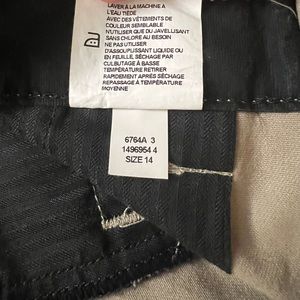 LAVER À LA MACHINE A
L'EAU TIÈDE
AVEC DES VÊTEMENTS DE
COULEUR SEMBLABLE
N'UTILISER QUE DU JAVELLISANT
SANS CHLORE AU BESOIN
NE PAS UTILISER
D'ASSOUPLISSANT LIQUIDE OU
EN FEUILLE, SÉCHAGE PAR
CULBUTAGE À BASSE
TEMPÉRATURE RETIRER
RAPIDEMENT APRÈS SÉCHAGE
REPASSAGE À TEMPÉRATURE
MOYENNE
6764A 3
1496954 4
SIZE 14